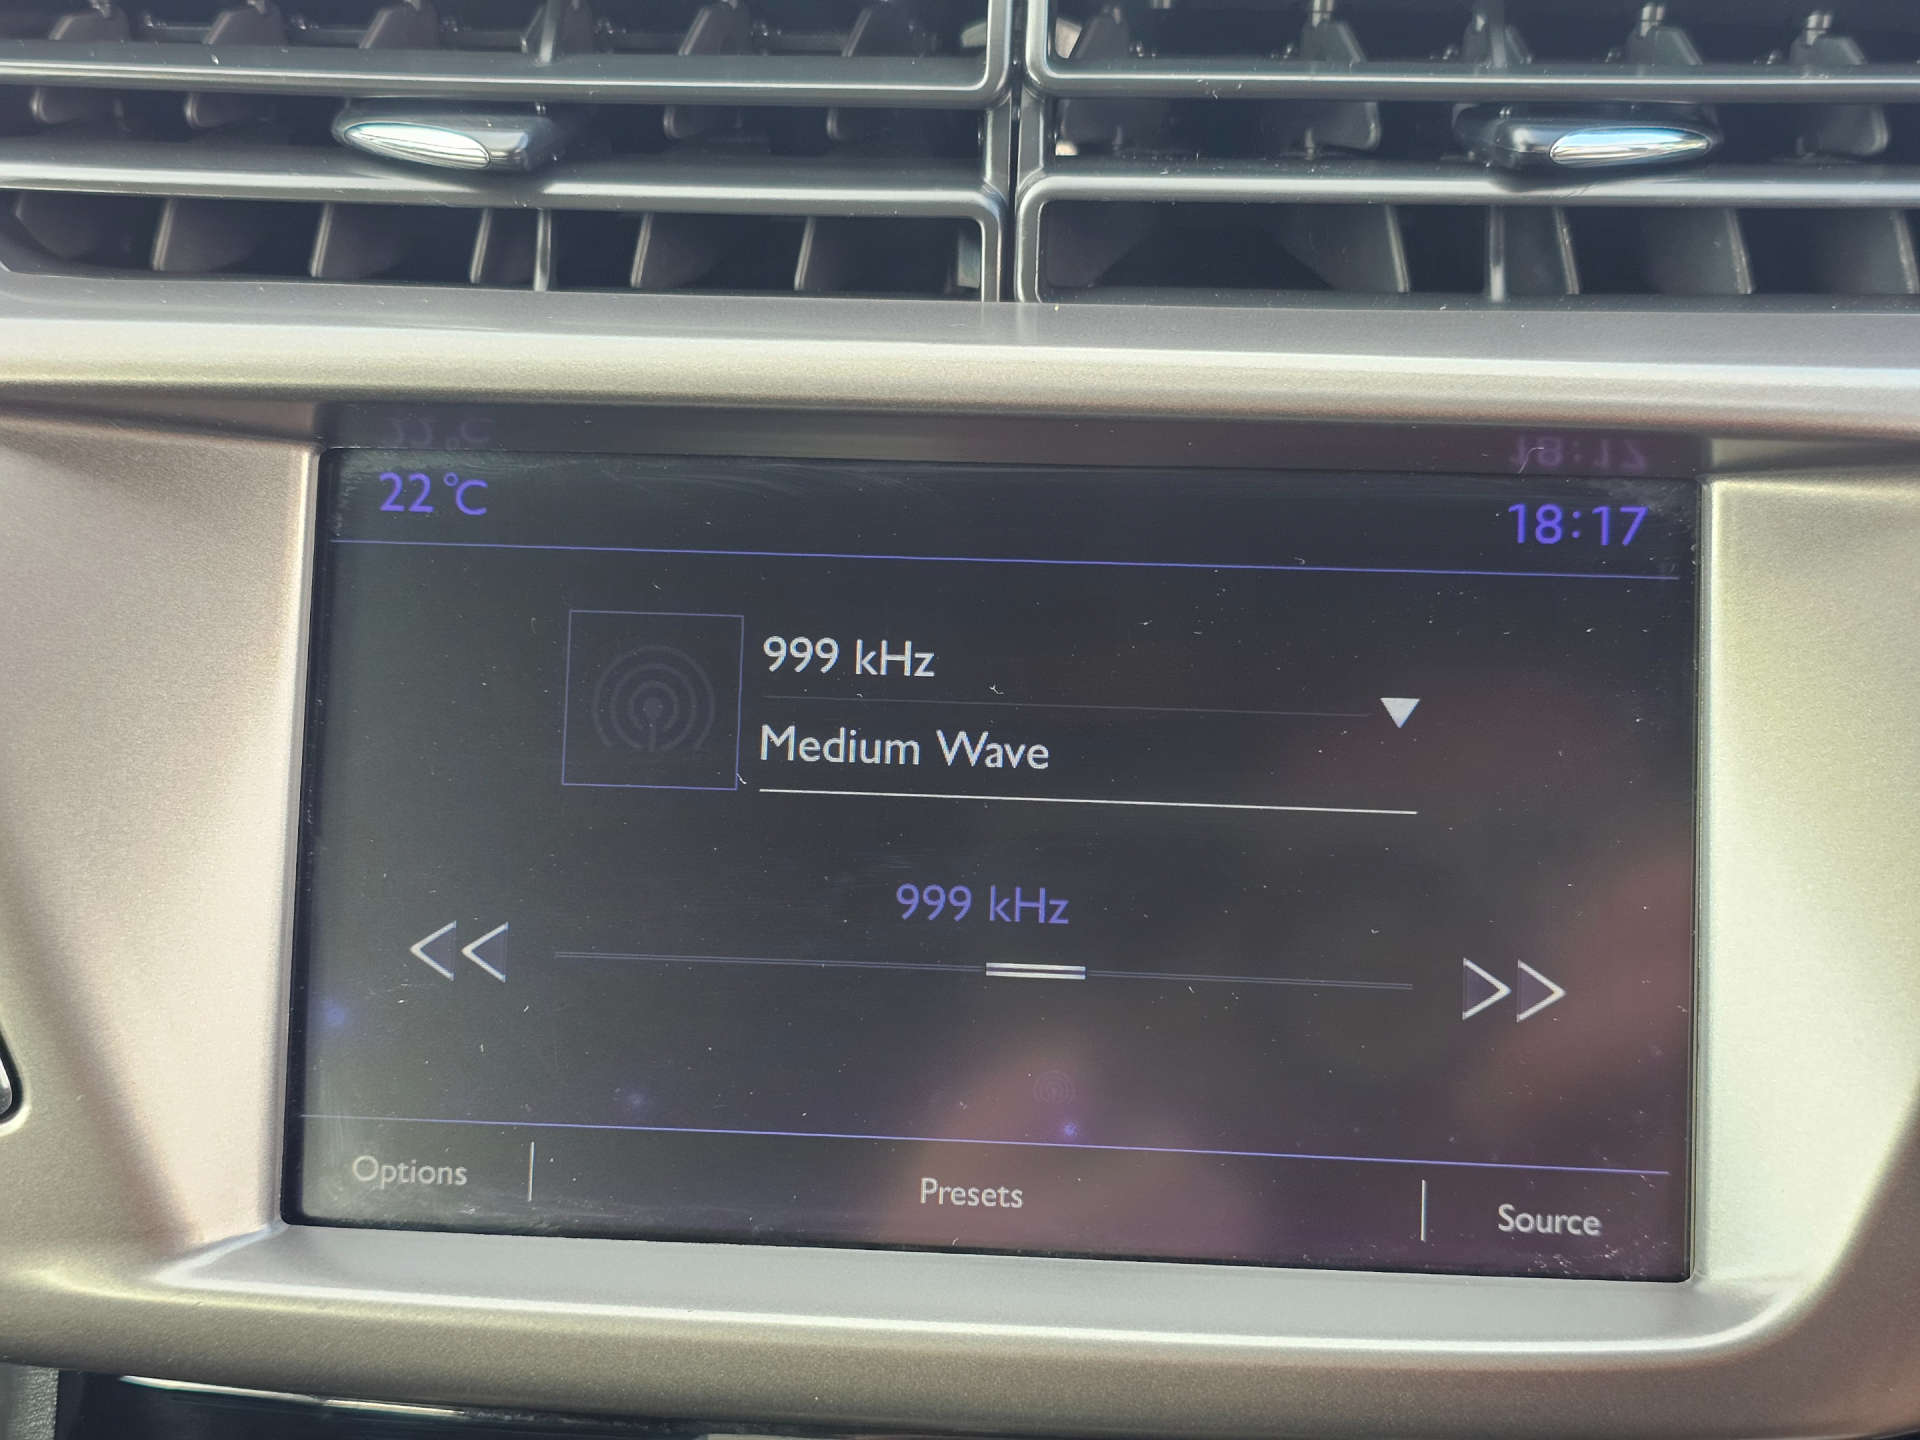 22 °C
18:17
999 kHz
Medium Wave
999 kHz
Options
Presets
Source